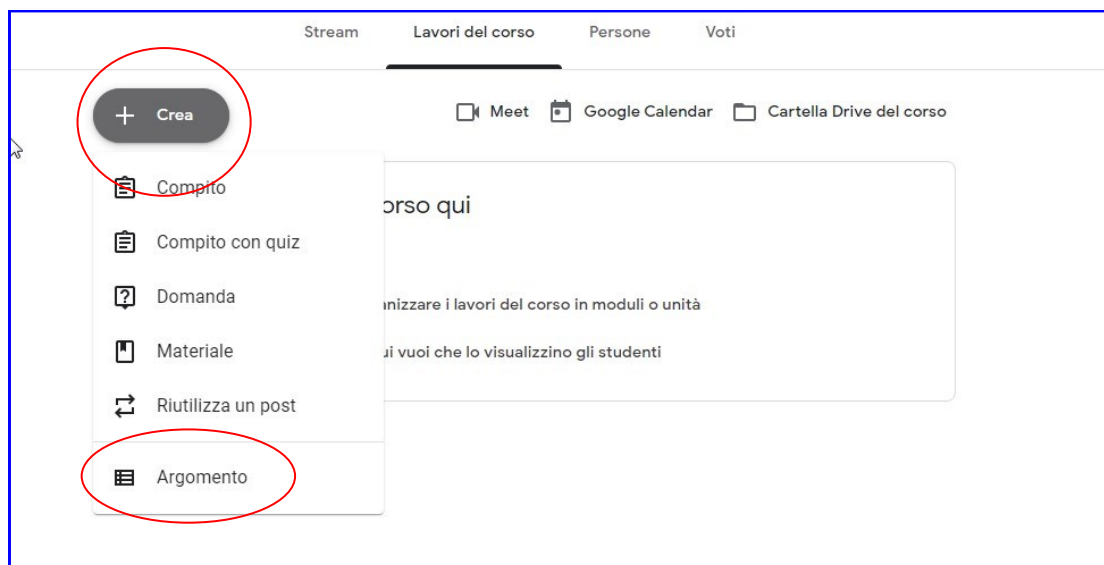 Stream Lavori del corso Persone Voti
+ Crea
Meet Google Calendar Cartella Drive del corso
Compito
orso qui
Compito con quiz
Domanda
anizzare i lavori del corso in moduli o unità
Materiale
ui vuoi che lo visualizzino gli studenti
Riutilizza un post
Argomento